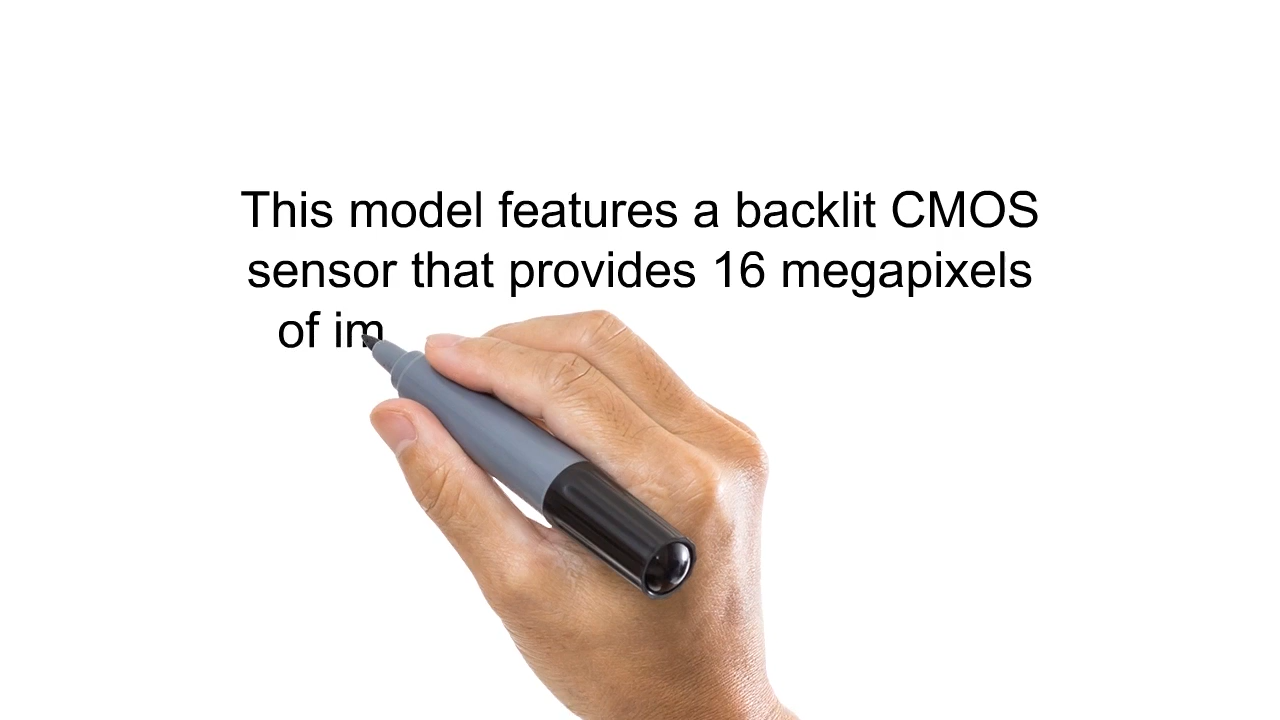 This model features a backlit CMOS
sensor that provides 16 megapixels
of im